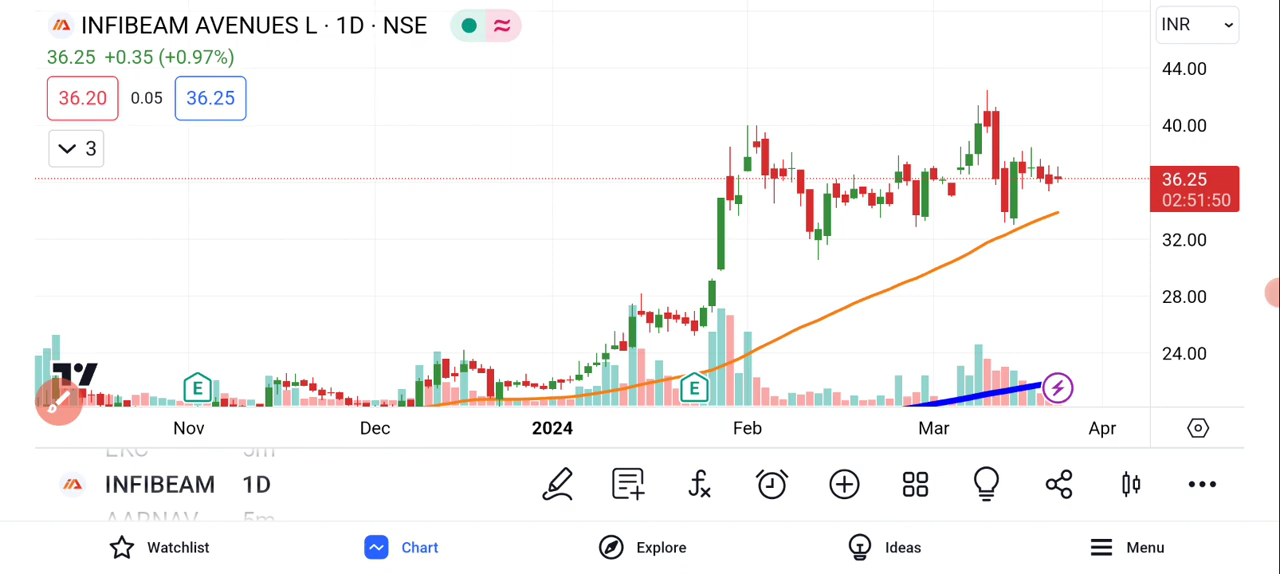 INFIBEAM AVENUES L · 1D · NSE
INR
36.25 +0.35 (+0.97%)
36.20 0.05 36.25
3
44.00
40.00
36.25
02:51:50
32.00
28.00
24.00
E E
Nov Dec 2024 Feb Mar Apr
INFIBEAM 1D
Watchlist Chart Explore Ideas Menu